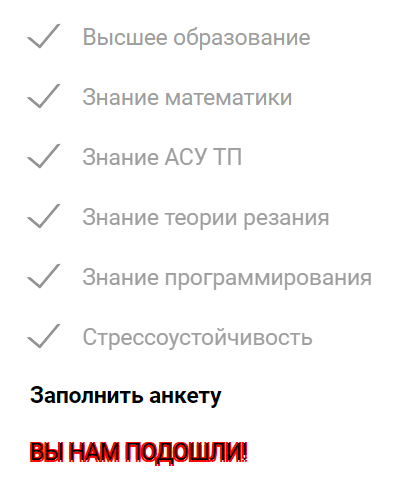 Высшее образование
Знание математики
Знание АСУ ТП
Знание теории резания
Знание программирования
Стрессоустойчивость
Заполнить анкету
ВЫ НАМ ПОДОШЛИ!